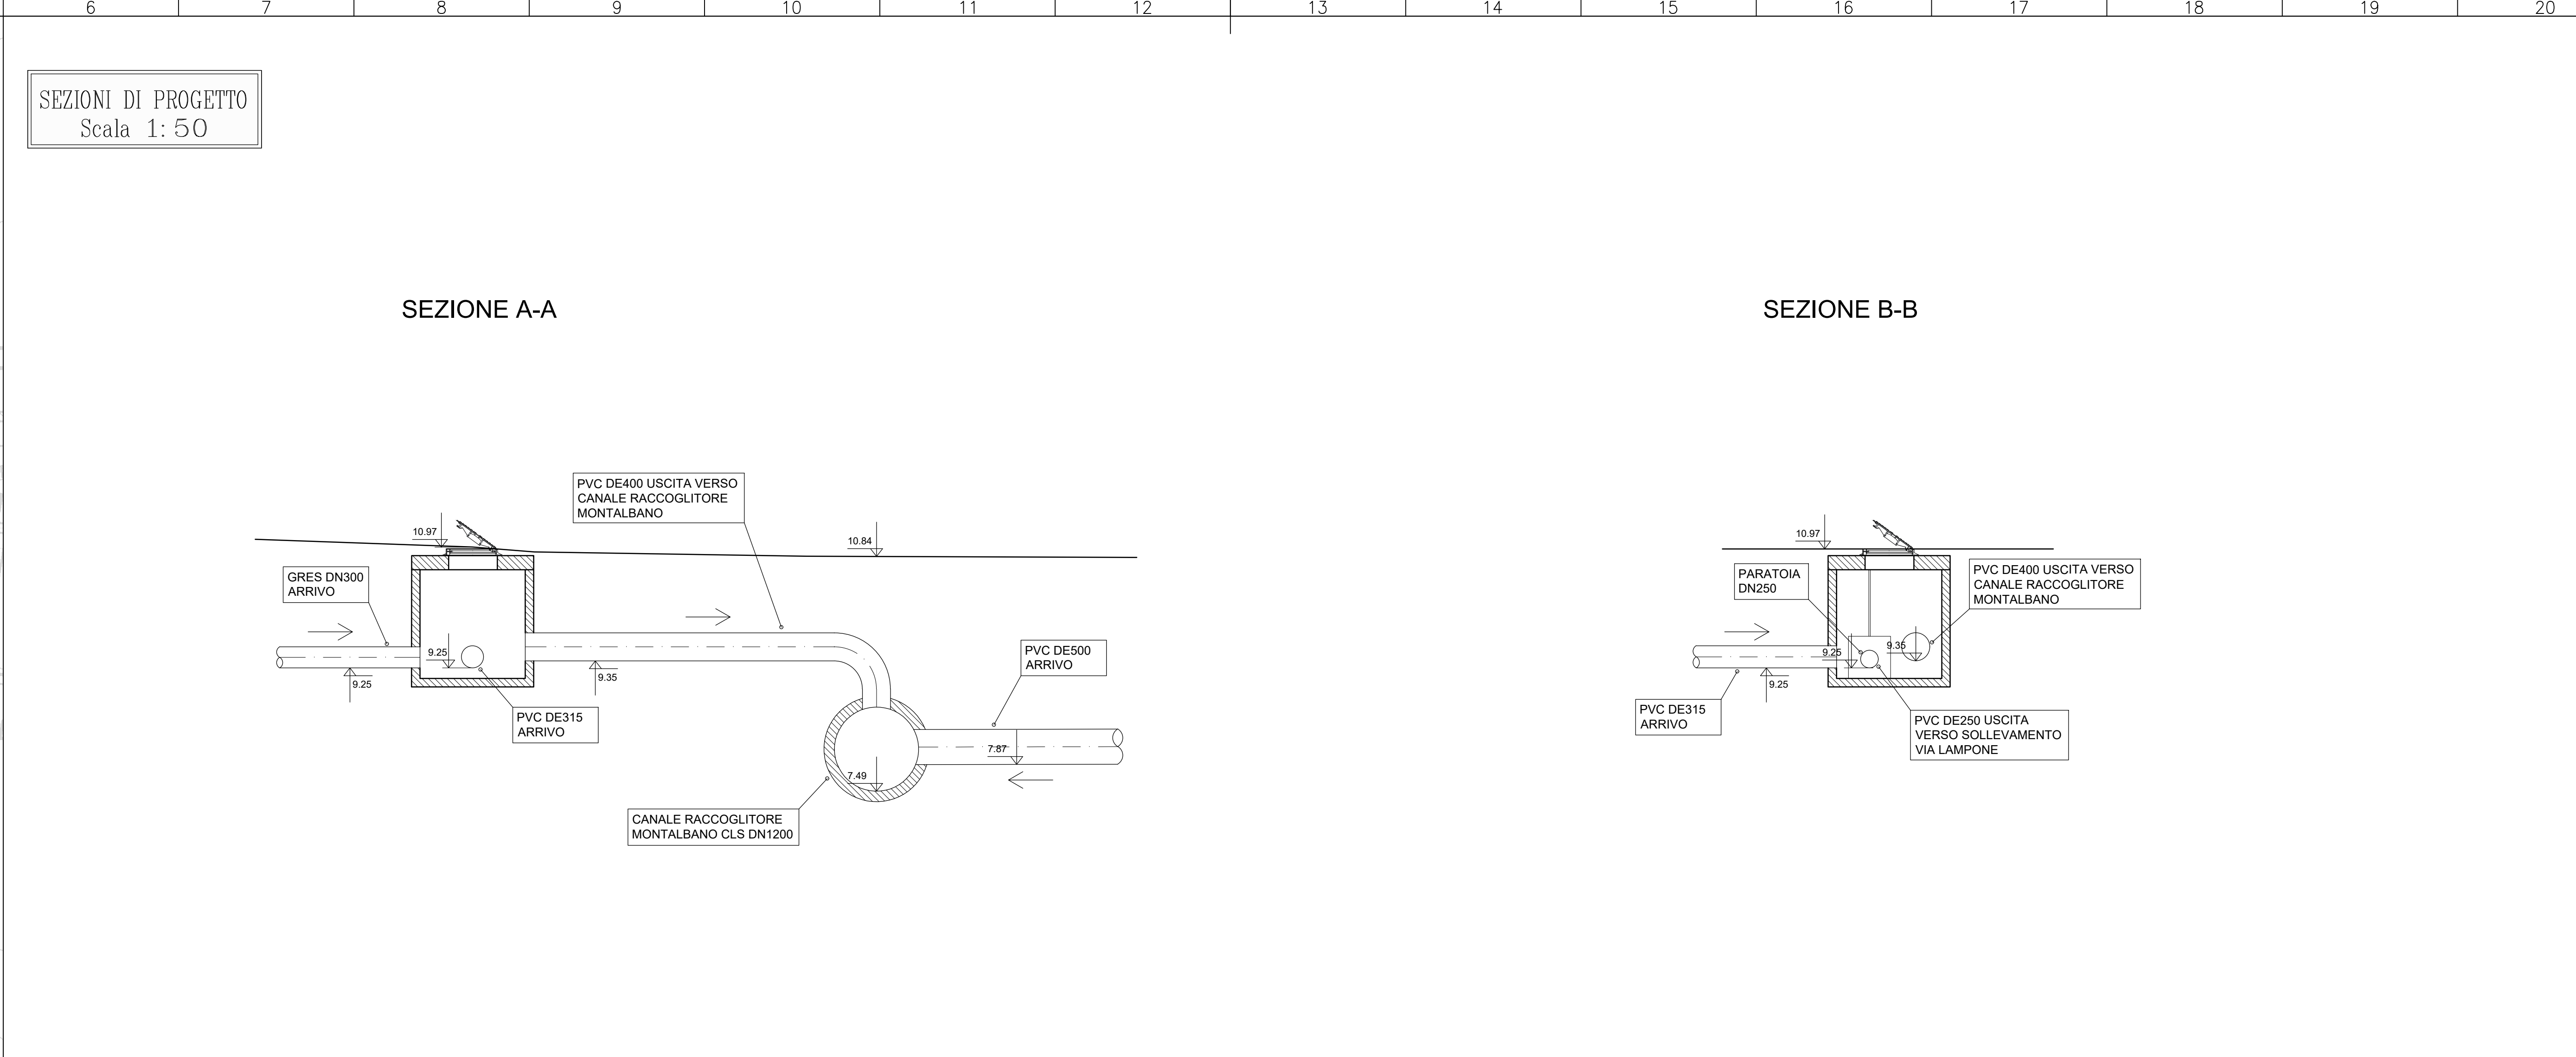 6 7 8 9 10 11 12 13 14 15 16 17 18 19 20
SEZIONI DI PROGETTO
Scala 1:50
SEZIONE A-A
PVC DE400 USCITA VERSO
CANALE RACCOGLITORE
MONTALBANO
10.97
10.84
GRES DN300
ARRIVO
9.25
9.25
9.35
PVC DE315
ARRIVO
PVC DE500
ARRIVO
7.87
7.49
CANALE RACCOGLITORE
MONTALBANO CLS DN1200
SEZIONE B-B
10.97
PARATOIA
DN250
PVC DE400 USCITA VERSO
CANALE RACCOGLITORE
MONTALBANO
9.25
9.35
9.25
PVC DE315
ARRIVO
PVC DE250 USCITA
VERSO SOLLEVAMENTO
VIA LAMPONE